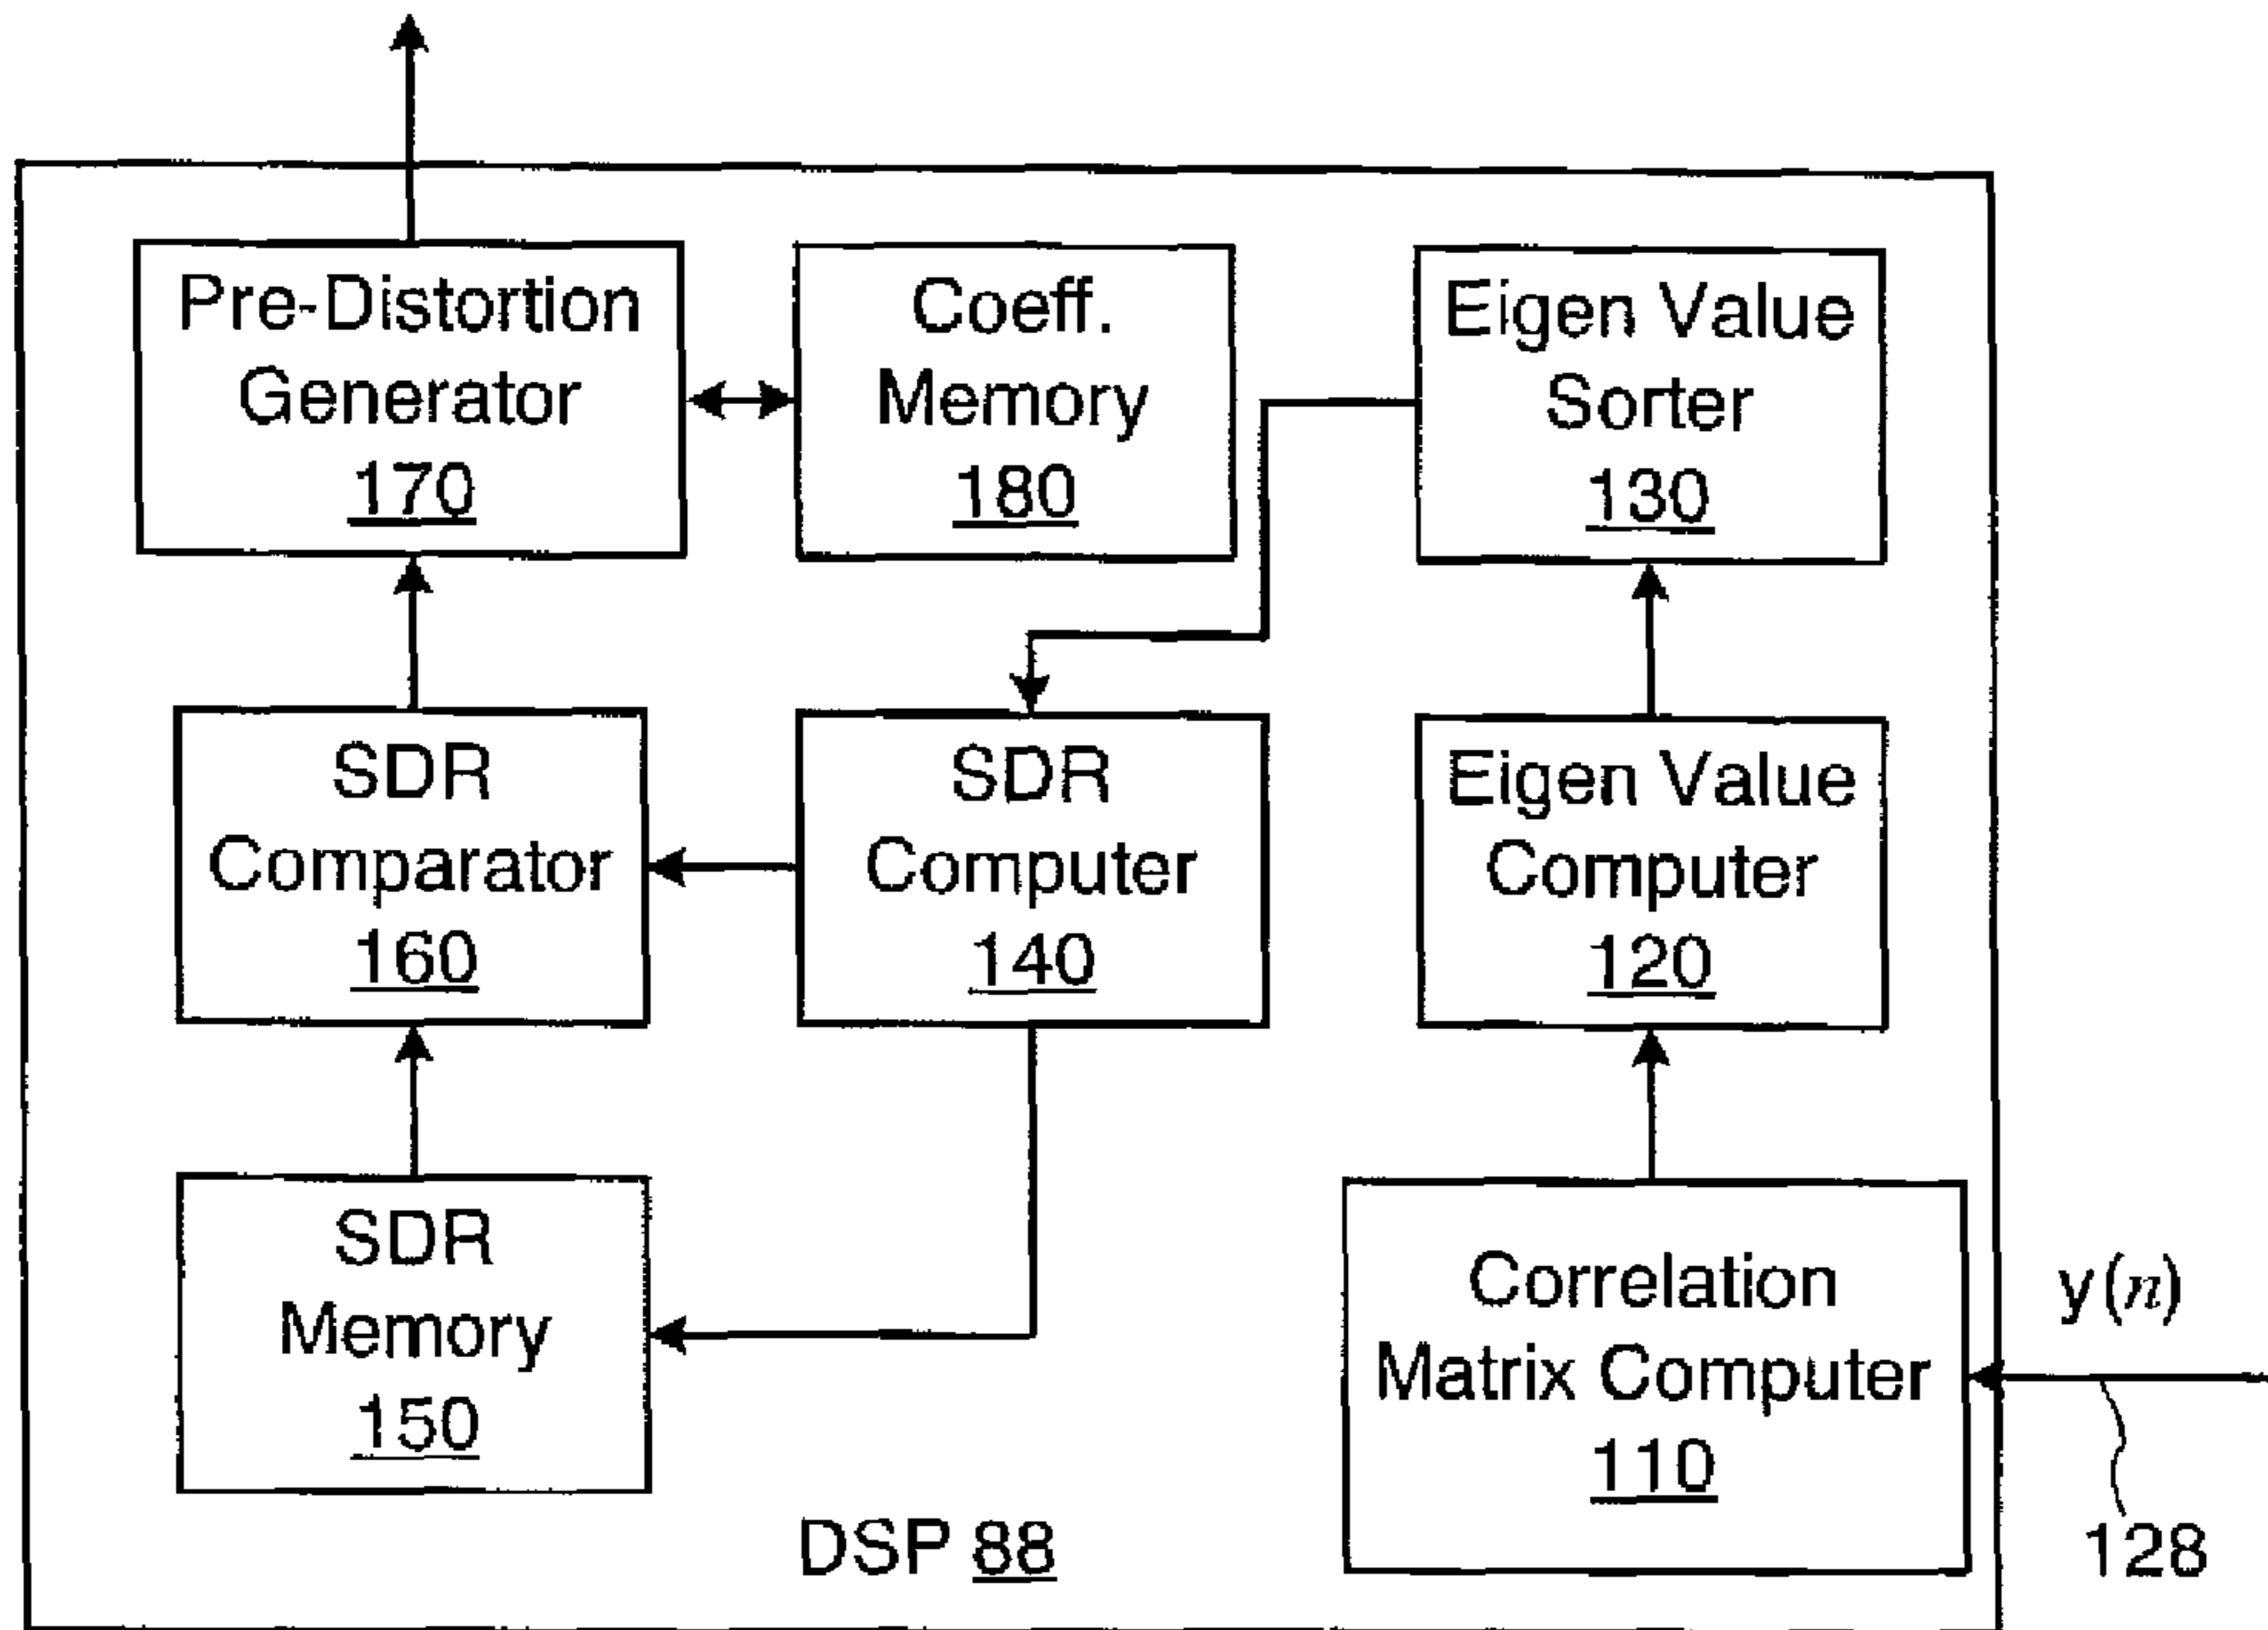 Pre-Distortion
Generator
170
Coeff.
Memory
180
Eigen Value
Sorter
130
SDR
Comparator
160
SDR
Computer
140
Eigen Value
Computer
120
SDR
Memory
150
Correlation
Matrix Computer
110
y(n)
128
DSP 88